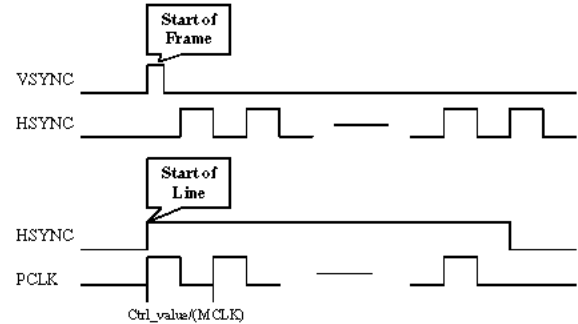 Start of
Frame
VSYNC
HSYNC
Start of
Line
HSYNC
PCLK
Ctrl_value/(MCLK)